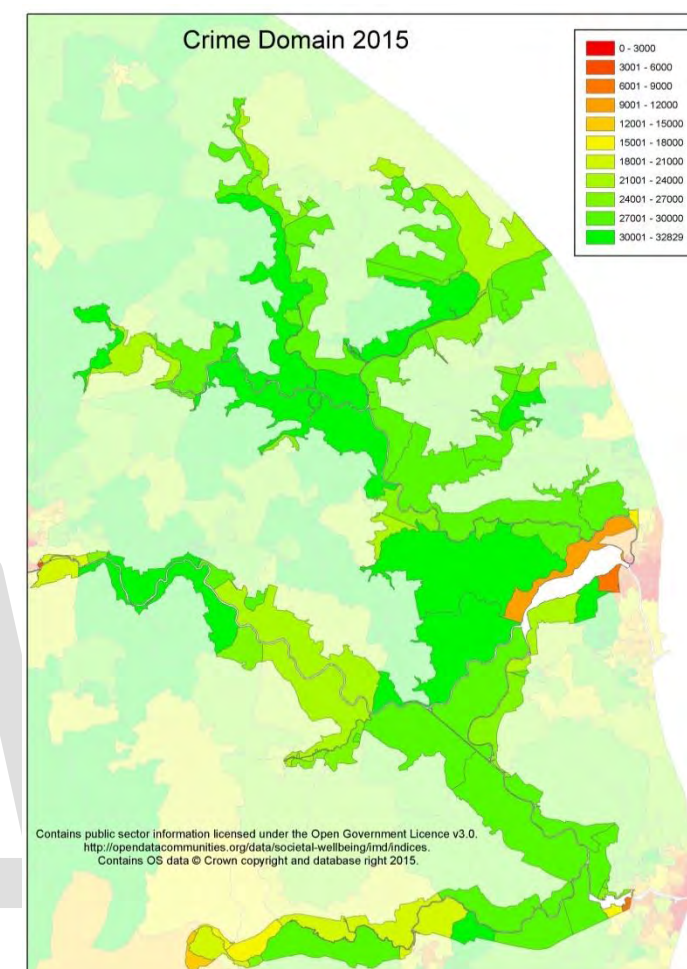 Crime Domain 2015
0 - 3000
3001 - 6000
6001 - 9000
9001 - 12000
12001 - 15000
15001 - 18000
18001 - 21000
21001 - 24000
24001 - 27000
27001 - 30000
30001 - 32829
Contains public sector information licensed under the Open Government Licence v3.0.
http://opendatacommunities.org/data/societal-wellbeing/imd/indices.
Contains OS data © Crown copyright and database right 2015.